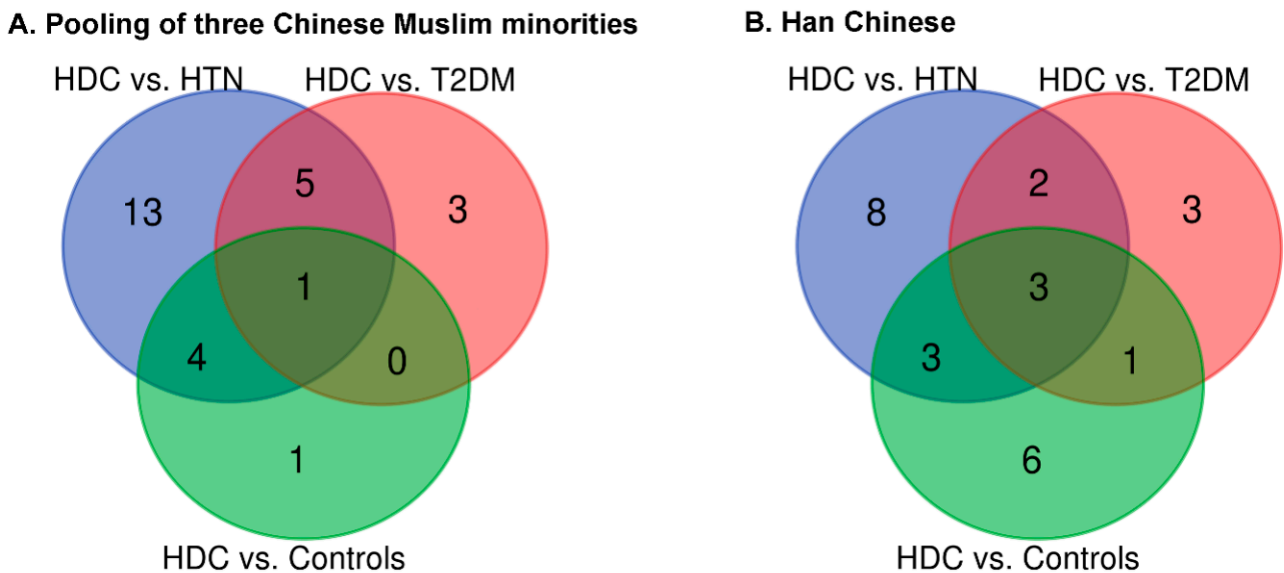 A. Pooling of three Chinese Muslim minorities
HDC vs. HTN
HDC vs. T2DM
5
13
3
1
4
0
1
HDC vs. Controls
B. Han Chinese
HDC vs. HTN
HDC vs. T2DM
2
8
3
3
3
1
6
HDC vs. Controls